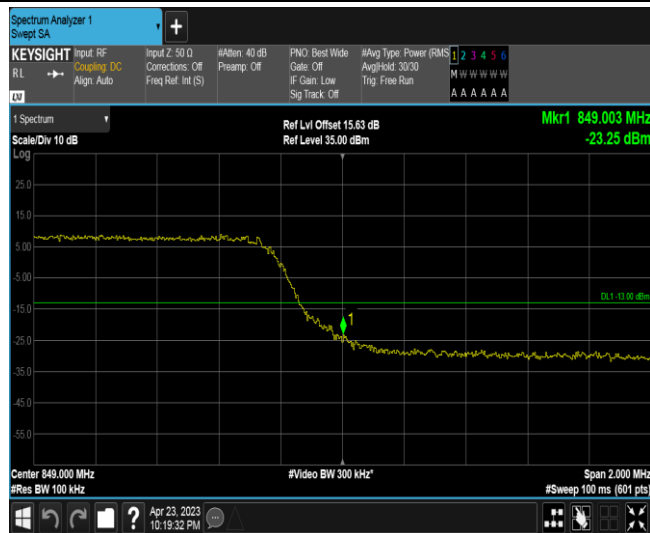 Spectrum Analyzer 1
Swept SA
+
KEYSIGHT
RL
LXI
Input: RF
Coupling: DC
Align: Auto
Input Z: 50 Ω
Corrections: Off
Freq Ref: Int (S)
#Atten: 40 dB
Preamp: Off
PNO: Best Wide
Gate: Off
IF Gain: Low
Sig Track: Off
#Avg Type: Power (RMS
Avg|Hold: 30/30
Trig: Free Run
1 2 3 4 5 6
M W W W W W
A A A A A A
1 Spectrum
Scale/Div 10 dB
Log
Ref Lvl Offset 15.63 dB
Ref Level 35.00 dBm
Mkr1 849.003 MHz
-23.25 dBm
25.0
15.0
5.00
-5.00
DL1 -13.00 dBm
-15.0
1
-25.0
-35.0
-45.0
-55.0
Center 849.000 MHz
#Res BW 100 kHz
#Video BW 300 kHz*
Span 2.000 MHz
#Sweep 100 ms (601 pts)
?
Apr 23, 2023
10:19:32 PM